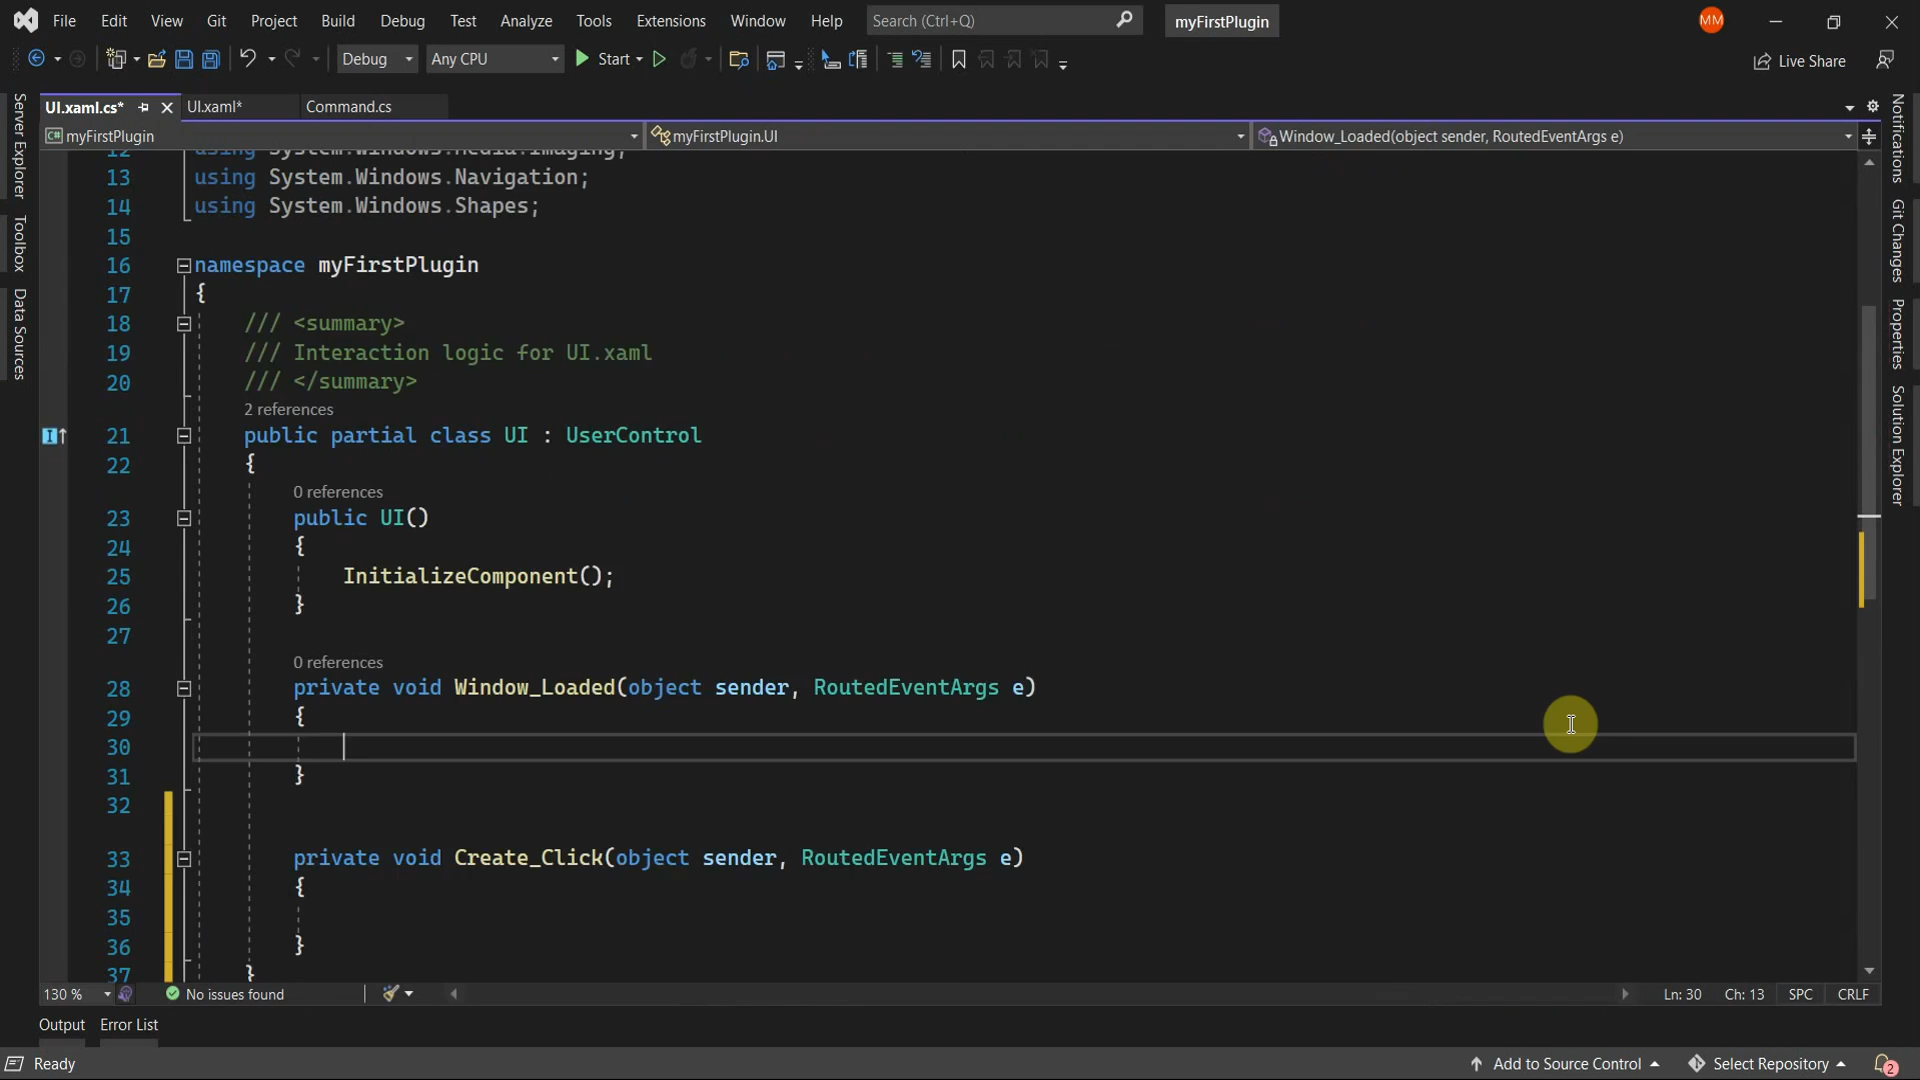 File Edit View Git Project Build Debug Test Analyze Tools Extensions Window Help Search (Ctrl+Q) myFirstPlugin MM
Debug Any CPU Start Live Share
UI.xaml.cs* UI.xaml* Command.cs
myFirstPlugin myFirstPlugin.UI Window_Loaded(object sender, RoutedEventArgs e)
Server Explorer
Toolbox
Data Sources
12 using System.Windows.Media.Imaging;
13 using System.Windows.Navigation;
14 using System.Windows.Shapes;
15
16 namespace myFirstPlugin
17 {
18 /// <summary>
19 /// Interaction logic for UI.xaml
20 /// </summary>
2 references
21 public partial class UI : UserControl
22 {
0 references
23 public UI()
24 {
25 InitializeComponent();
26 }
27
0 references
28 private void Window_Loaded(object sender, RoutedEventArgs e)
29 {
30
31 }
32
33 private void Create_Click(object sender, RoutedEventArgs e)
34 {
35
36 }
37 }
Notifications
Git Changes
Properties
Solution Explorer
130 % No issues found Ln: 30 Ch: 13 SPC CRLF
Output Error List
Ready Add to Source Control Select Repository 2